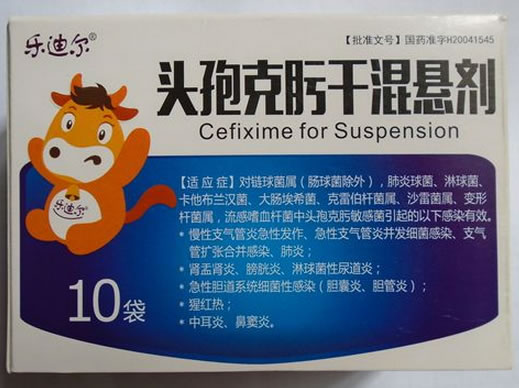 乐迪尔®
【批准文号】国药准字H20041545
头孢克肟干混悬剂
Cefixime for Suspension
【适应症】对链球菌属（肠球菌除外），肺炎球菌、淋球菌、
卡他布兰汉菌、大肠埃希菌、克雷伯杆菌属、沙雷菌属、变形
杆菌属，流感嗜血杆菌中头孢克肟敏感菌引起的以下感染有效。
• 慢性支气管炎急性发作、急性支气管炎并发细菌感染、支气
管扩张合并感染、肺炎；
• 肾盂肾炎、膀胱炎、淋球菌性尿道炎；
• 急性胆道系统细菌性感染（胆囊炎、胆管炎）；
• 猩红热；
• 中耳炎、鼻窦炎。
乐迪尔®
10袋